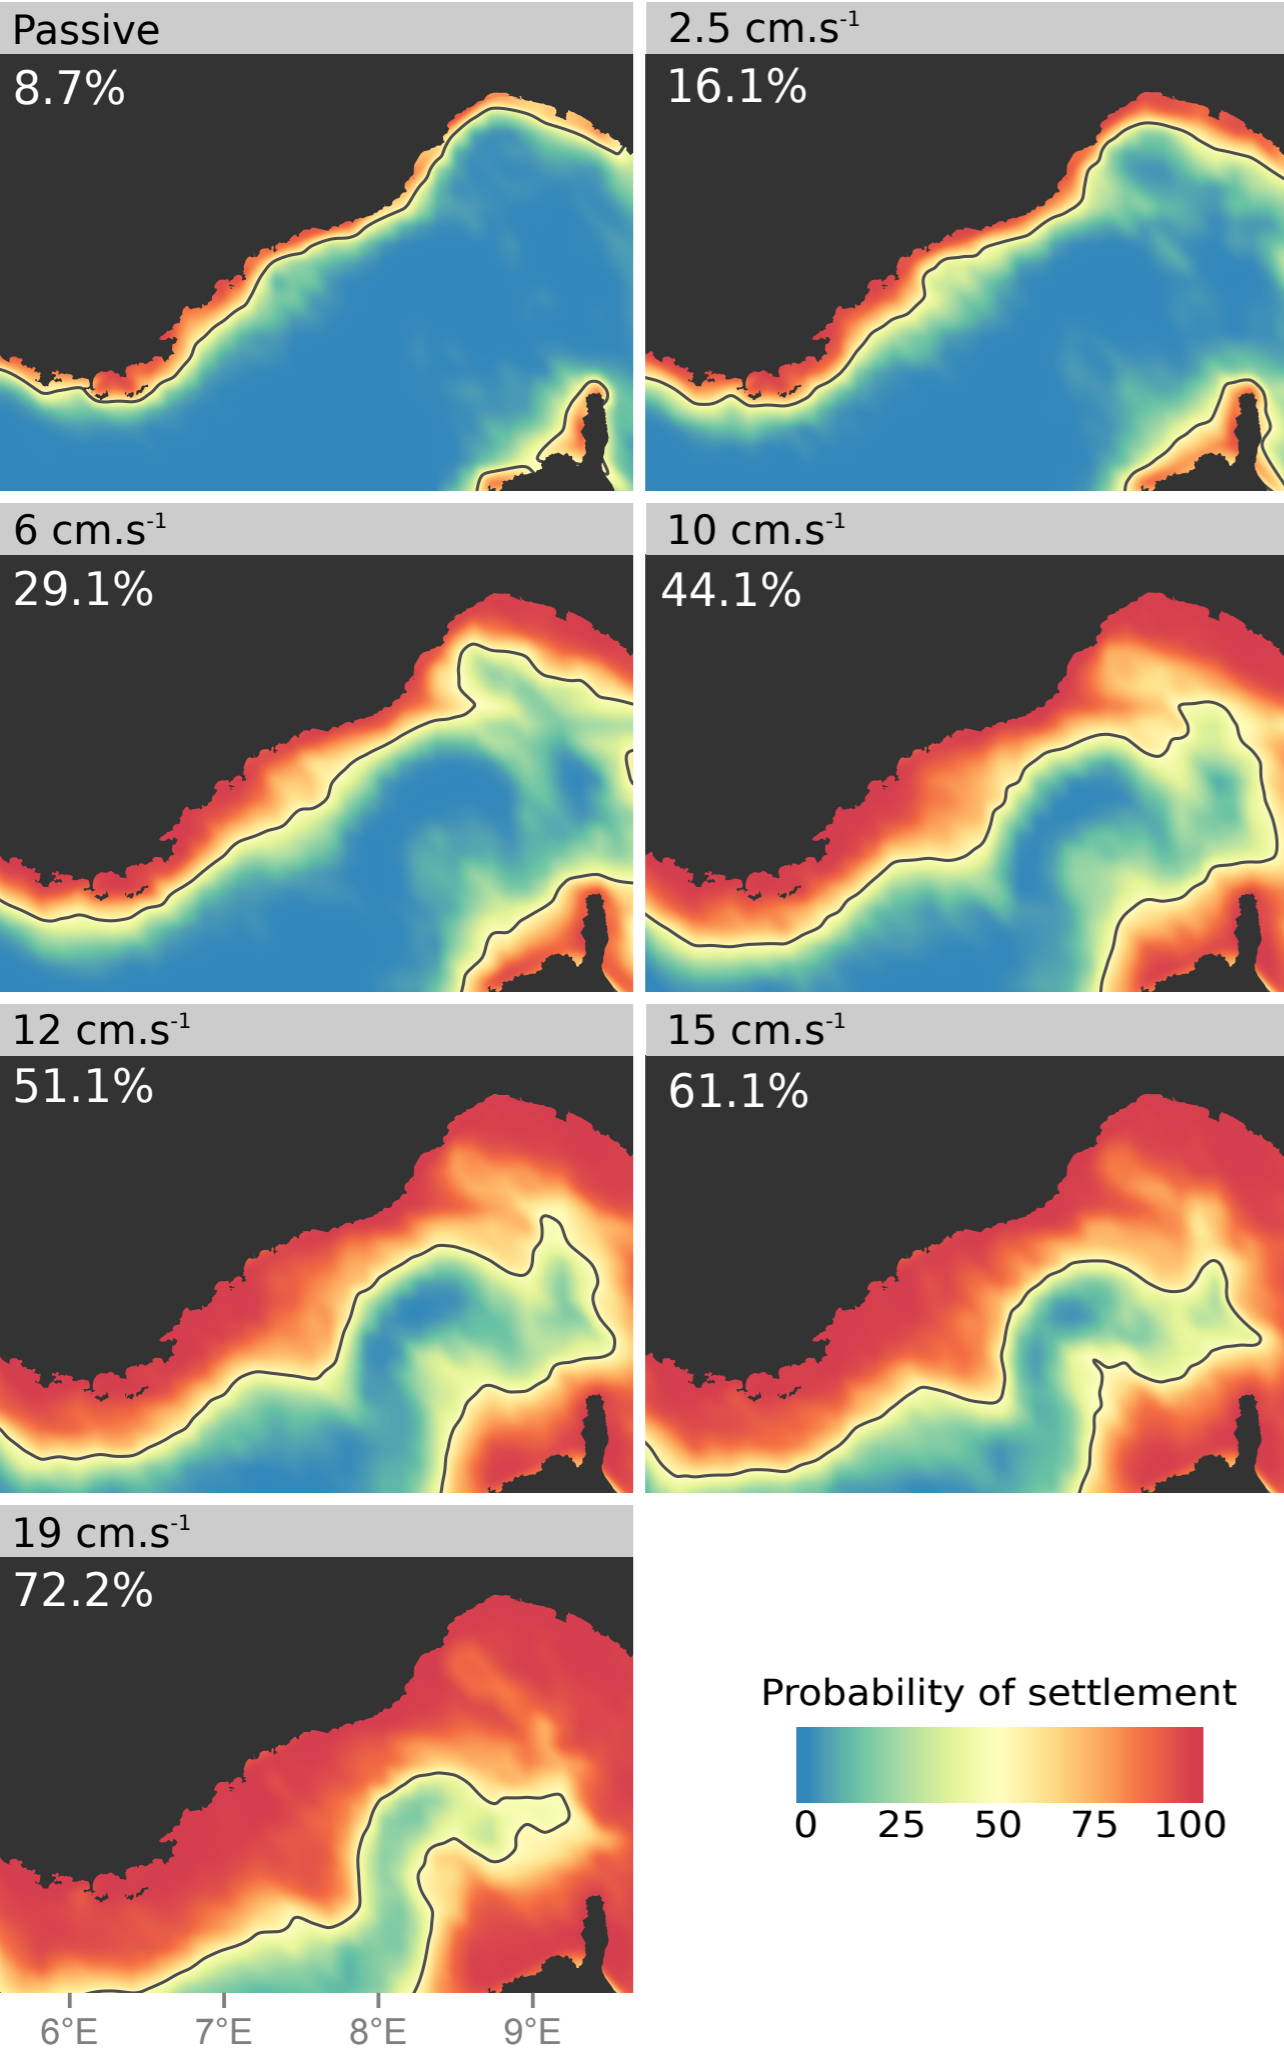 Passive
8.7%
2.5 cm.s⁻¹
16.1%
6 cm.s⁻¹
29.1%
10 cm.s⁻¹
44.1%
12 cm.s⁻¹
51.1%
15 cm.s⁻¹
61.1%
19 cm.s⁻¹
72.2%
Probability of settlement
0 25 50 75 100
6°E 7°E 8°E 9°E